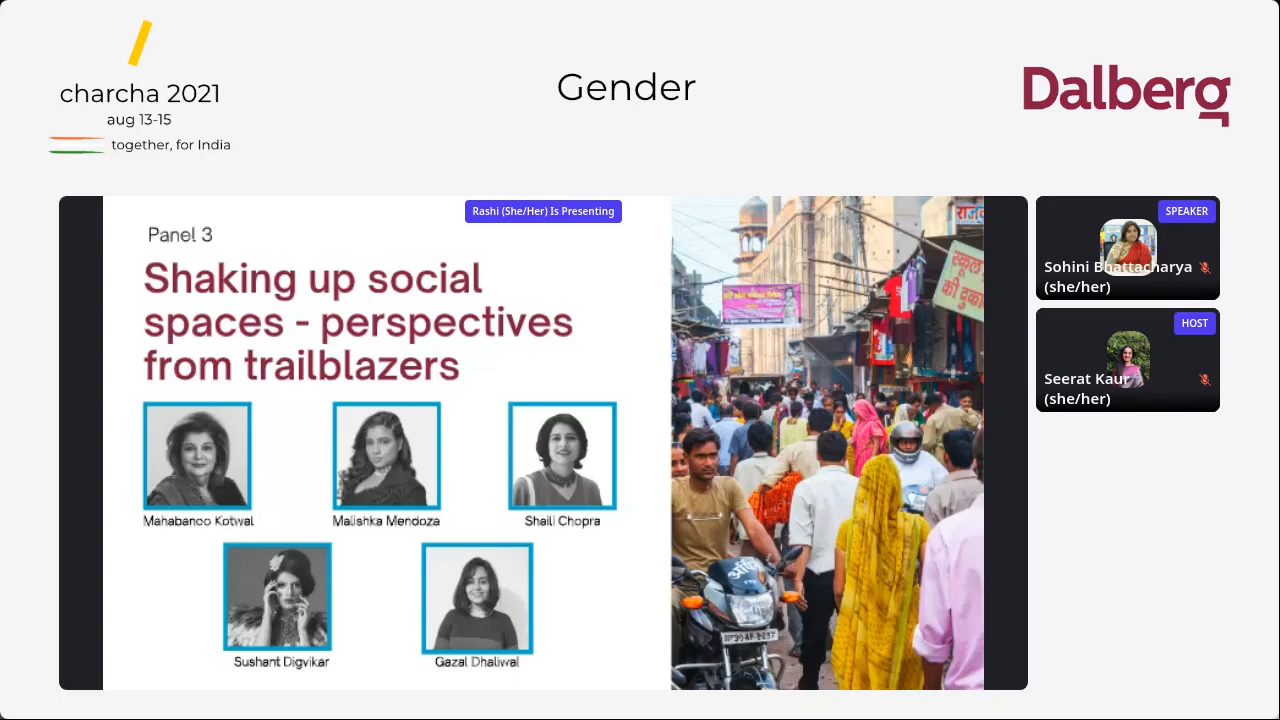 charcha 2021
aug 13-15
together, for India
Gender
Dalberg
Rashi (She/Her) Is Presenting
Panel 3
Shaking up social
spaces - perspectives
from trailblazers
Mahabanoo Kotwal
Malishka Mendoza
Shaili Chopra
Sushant Digvikar
Gazal Dhaliwal
स्कूल
की
SPEAKER
Sohini Bhattacharya
(she/her)
HOST
Seerat Kaur
(she/her)